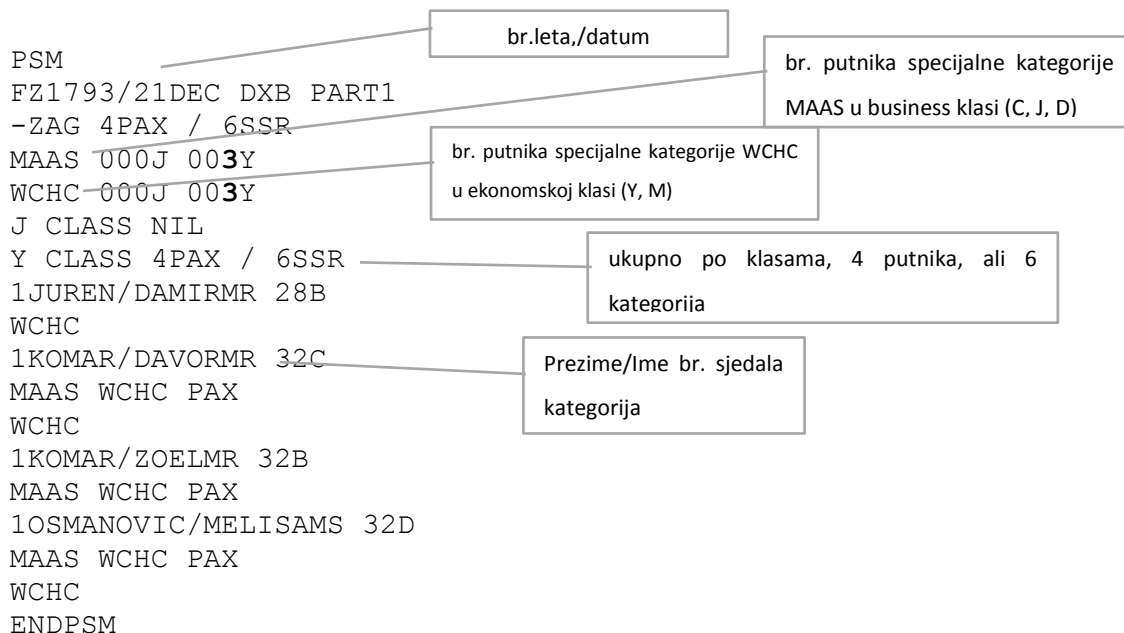 br.leta,/datum
PSM
br. putnika specijalne kategorije
MAAS u business klasi (C, J, D)
FZ1793/21DEC DXB PART1
-ZAG 4PAX / 6SSR
MAAS 000J 003Y
br. putnika specijalne kategorije WCHC
u ekonomskoj klasi (Y, M)
WCHC 000J 003Y
J CLASS NIL
Y CLASS 4PAX / 6SSR
ukupno po klasama, 4 putnika, ali 6
kategorija
1JUREN/DAMIRMR 28B
WCHC
1KOMAR/DAVORMR 32C
Prezime/Ime br. sjedala
kategorija
MAAS WCHC PAX
WCHC
1KOMAR/ZOELMR 32B
MAAS WCHC PAX
1OSMANOVIC/MELISAMS 32D
MAAS WCHC PAX
WCHC
ENDPSM